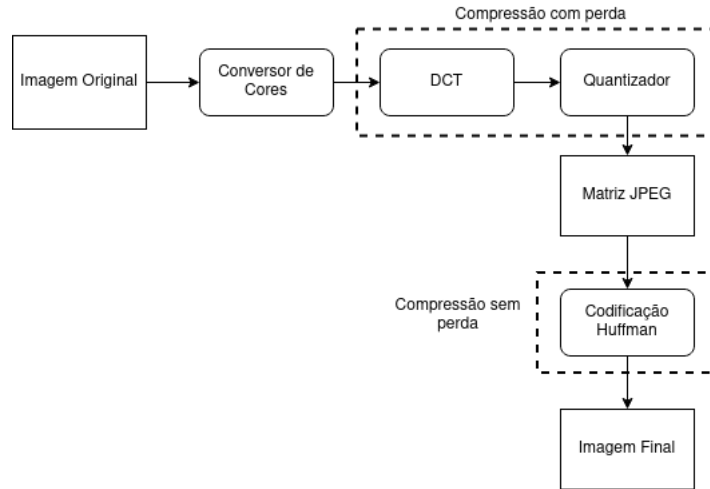 Compressão com perda
Imagem Original
Conversor de
Cores
DCT
Quantizador
Matriz JPEG
Compressão sem
perda
Codificação
Huffman
Imagem Final